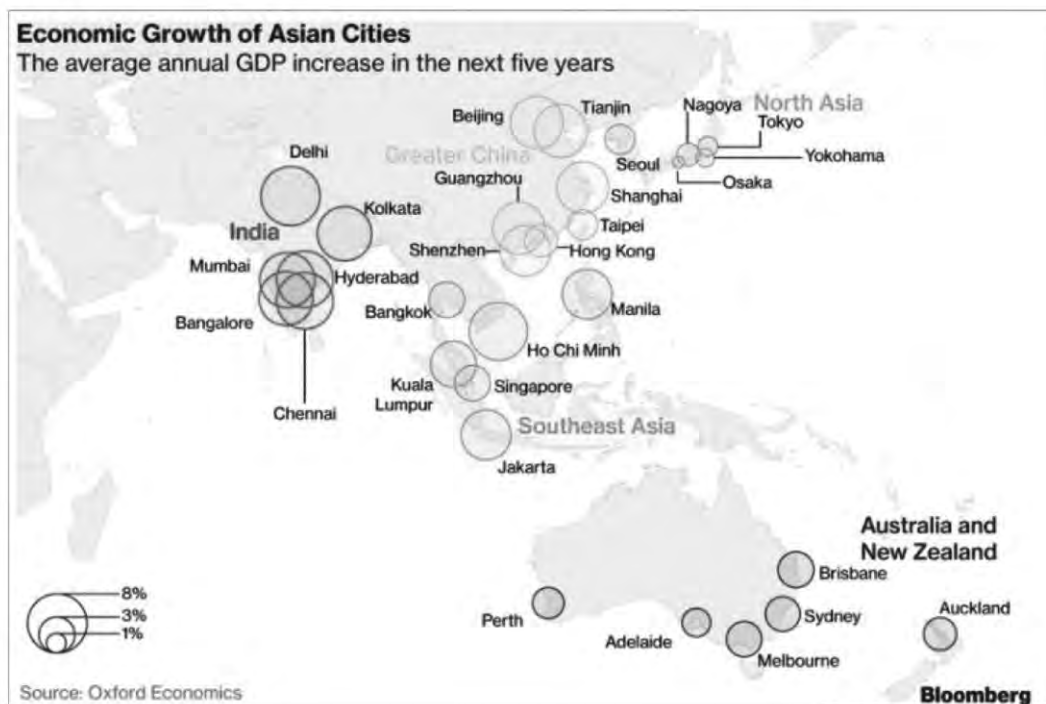 Economic Growth of Asian Cities
The average annual GDP increase in the next five years
Beijing
Tianjin
Nagoya
North Asia
Tokyo
Yokohama
Seoul
Osaka
Greater China
Delhi
Guangzhou
Shanghai
Kolkata
Taipei
India
Shenzhen
Hong Kong
Mumbai
Hyderabad
Bangkok
Manila
Bangalore
Ho Chi Minh
Kuala
Lumpur
Singapore
Chennai
Southeast Asia
Jakarta
Australia and
New Zealand
Brisbane
8%
3%
1%
Perth
Adelaide
Sydney
Auckland
Melbourne
Source: Oxford Economics
Bloomberg